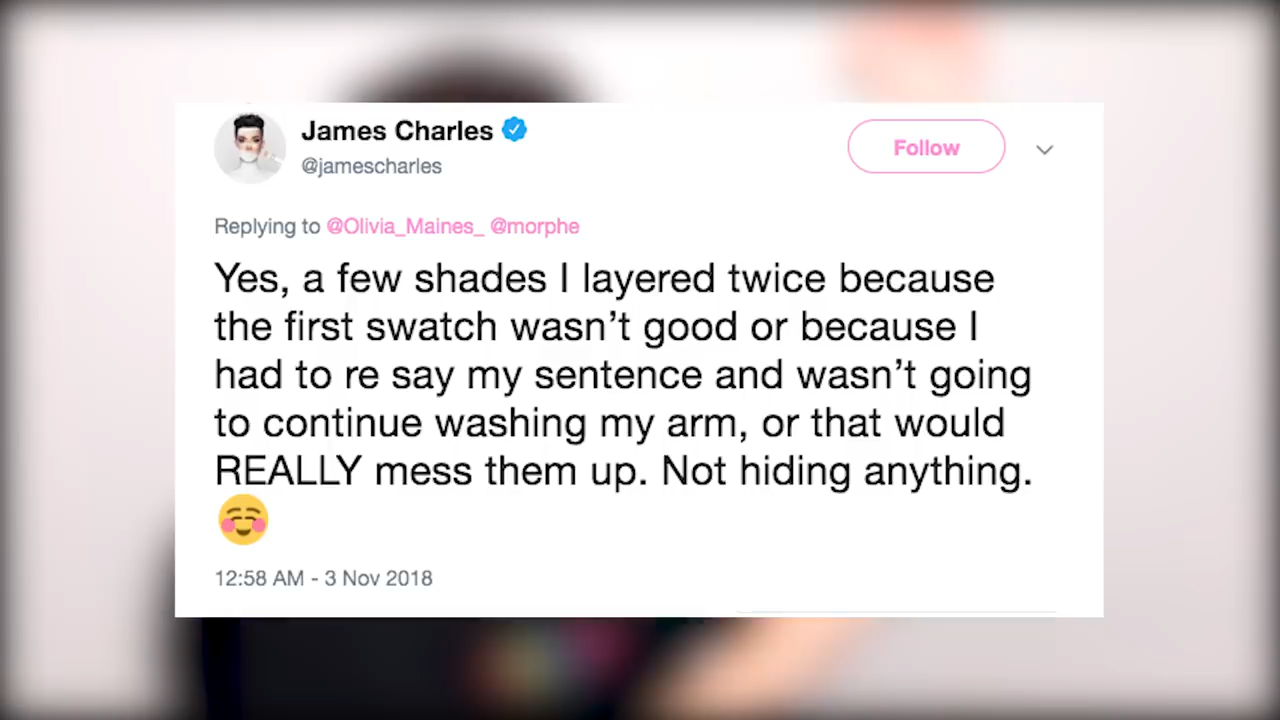 James Charles
@jamescharles
Follow
Replying to @Olivia_Maines_ @morphe
Yes, a few shades I layered twice because
the first swatch wasn’t good or because I
had to re say my sentence and wasn’t going
to continue washing my arm, or that would
REALLY mess them up. Not hiding anything.
☺️
12:58 AM - 3 Nov 2018